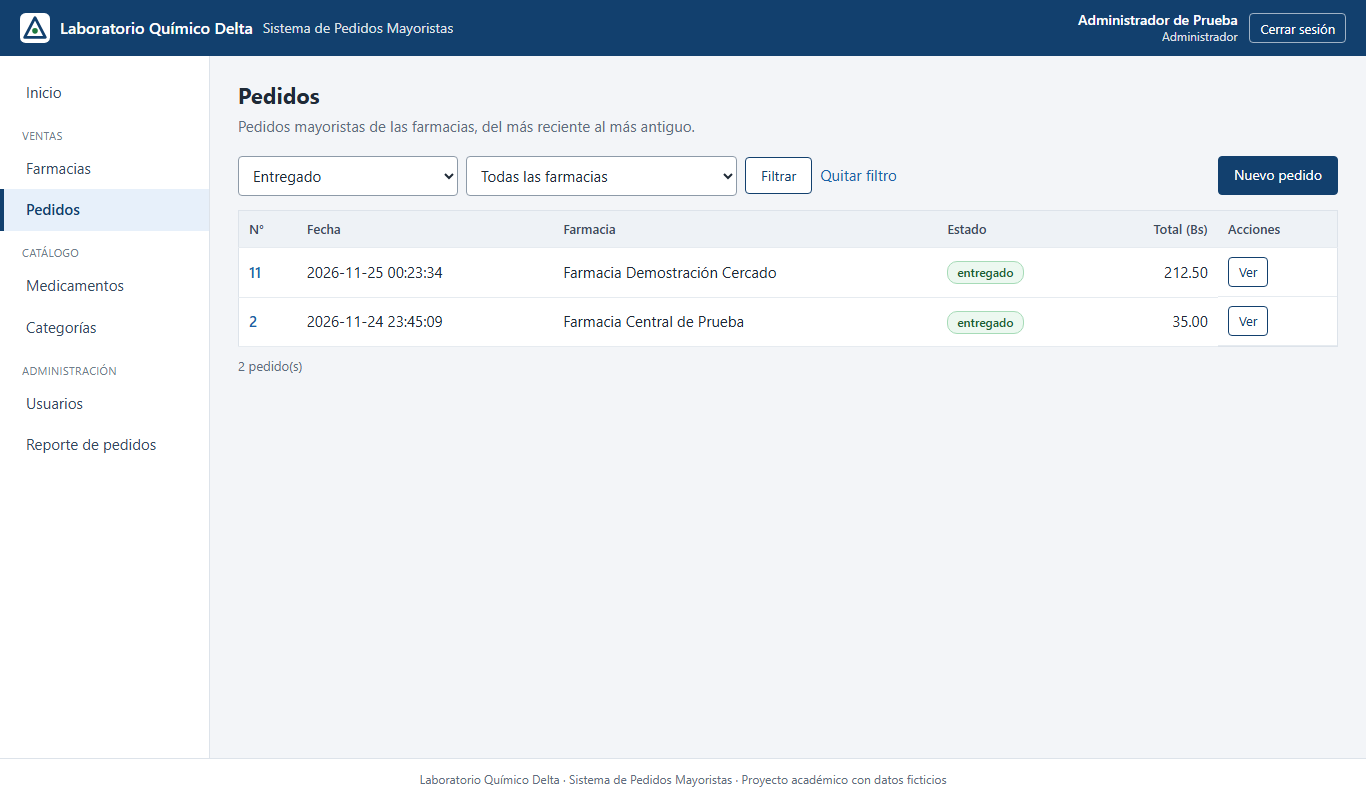 Laboratorio Químico Delta Sistema de Pedidos Mayoristas
Administrador de Prueba
Administrador
Cerrar sesión
Inicio
VENTAS
Farmacias
Pedidos
CATÁLOGO
Medicamentos
Categorías
ADMINISTRACIÓN
Usuarios
Reporte de pedidos
Pedidos
Pedidos mayoristas de las farmacias, del más reciente al más antiguo.
Entregado Todas las farmacias Filtrar Quitar filtro Nuevo pedido
N° Fecha Farmacia Estado Total (Bs) Acciones
11 2026-11-25 00:23:34 Farmacia Demostración Cercado entregado 212.50 Ver
2 2026-11-24 23:45:09 Farmacia Central de Prueba entregado 35.00 Ver
2 pedido(s)
Laboratorio Químico Delta · Sistema de Pedidos Mayoristas · Proyecto académico con datos ficticios